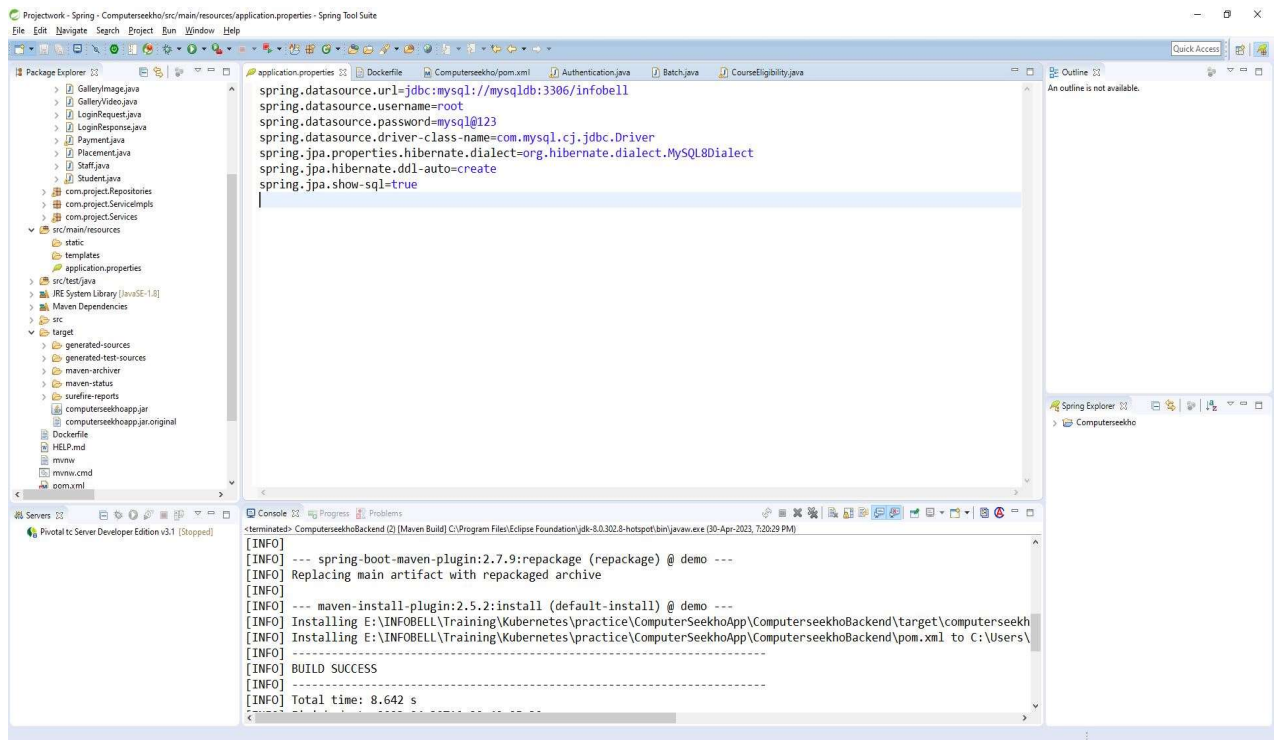 Projectwork - Spring - Computerseekho/src/main/resources/application.properties - Spring Tool Suite
File Edit Navigate Search Project Run Window Help
Quick Access
Package Explorer
GalleryImage.java
GalleryVideo.java
LoginRequest.java
LoginResponse.java
Payment.java
Placement.java
Staff.java
Student.java
com.project.Repositories
com.project.ServiceImpls
com.project.Services
src/main/resources
static
templates
application.properties
src/test/java
JRE System Library [JavaSE-1.8]
Maven Dependencies
src
target
generated-sources
generated-test-sources
maven-archiver
maven-status
surefire-reports
computerseekhoapp.jar
computerseekhoapp.jar.original
Dockerfile
HELP.md
mvnw
mvnw.cmd
pom.xml
application.properties Dockerfile Computerseekho/pom.xml Authentication.java Batch.java CourseEligibility.java
spring.datasource.url=jdbc:mysql://mysqldb:3306/infobell
spring.datasource.username=root
spring.datasource.password=mysql@123
spring.datasource.driver-class-name=com.mysql.cj.jdbc.Driver
spring.jpa.properties.hibernate.dialect=org.hibernate.dialect.MySQL8Dialect
spring.jpa.hibernate.ddl-auto=create
spring.jpa.show-sql=true
Outline
An outline is not available.
Spring Explorer
Computerseekho
Servers
Pivotal tc Server Developer Edition v3.1 [Stopped]
Console Progress Problems
<terminated> ComputerseekhoBackend (2) [Maven Build] C:\Program Files\Eclipse Foundation\jdk-8.0.302.8-hotspot\bin\javaw.exe (30-Apr-2023, 7:20:29 PM)
[INFO]
[INFO] --- spring-boot-maven-plugin:2.7.9:repackage (repackage) @ demo ---
[INFO] Replacing main artifact with repackaged archive
[INFO]
[INFO] --- maven-install-plugin:2.5.2:install (default-install) @ demo ---
[INFO] Installing E:\INFOBELL\Training\Kubernetes\practice\ComputerSeekhoApp\ComputerseekhoBackend\target\computerseekh
[INFO] Installing E:\INFOBELL\Training\Kubernetes\practice\ComputerSeekhoApp\ComputerseekhoBackend\pom.xml to C:\Users\
[INFO] ------------------------------------------------------------------------
[INFO] BUILD SUCCESS
[INFO] ------------------------------------------------------------------------
[INFO] Total time: 8.642 s